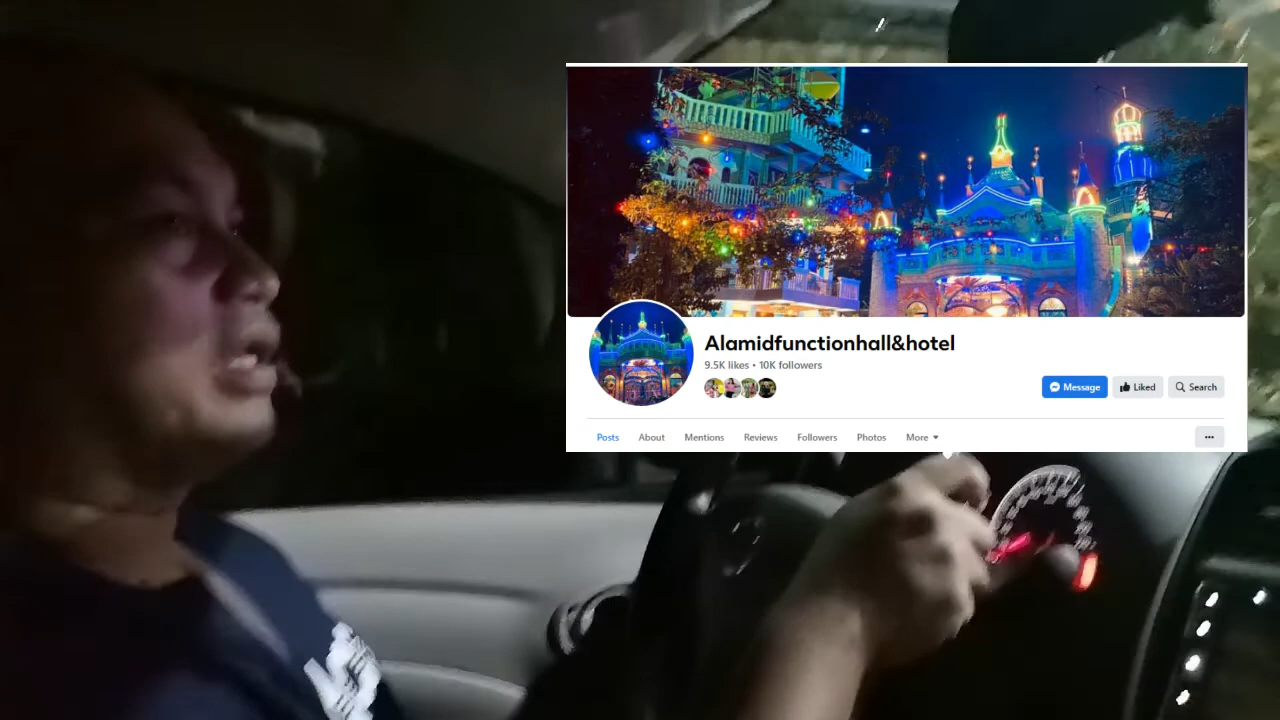 Alamidfunctionhall&hotel
9.5K likes • 10K followers
Message Liked Search
Posts About Mentions Reviews Followers Photos More